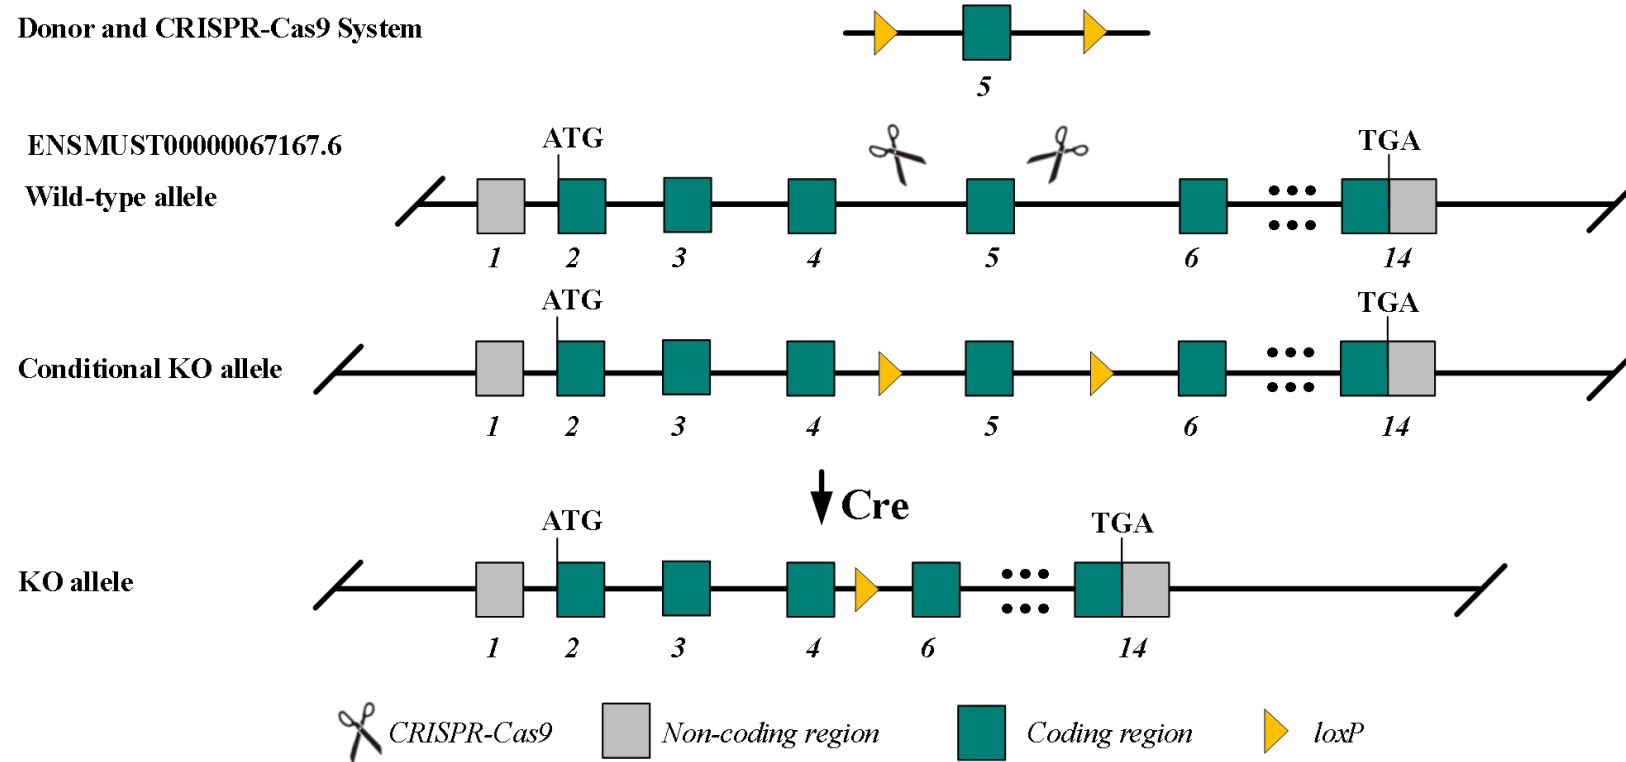 Donor and CRISPR-Cas9 System
5
ENSMUST00000067167.6
ATG
TGA
Wild-type allele
1 2 3 4 5 6 14
ATG
TGA
Conditional KO allele
1 2 3 4 5 6 14
Cre
ATG
TGA
KO allele
1 2 3 4 6 14
CRISPR-Cas9 Non-coding region Coding region loxP